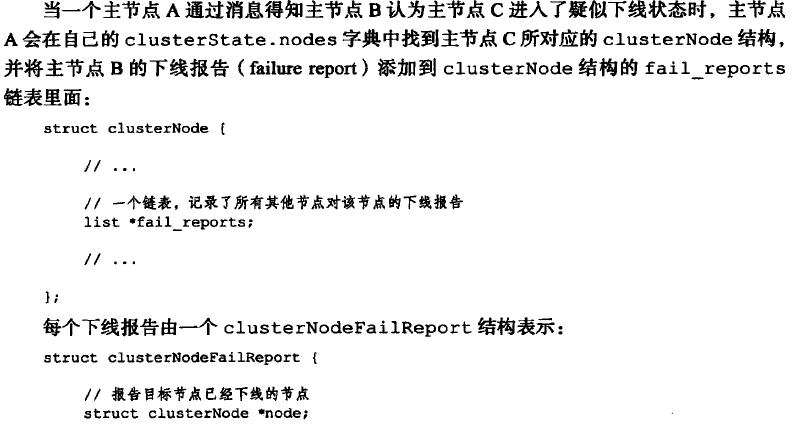 当一个主节点 A 通过消息得知主节点 B 认为主节点 C 进入了疑似下线状态时，主节点
A 会在自己的 clusterState.nodes 字典中找到主节点 C 所对应的 clusterNode 结构，
并将主节点 B 的下线报告（failure report）添加到 clusterNode 结构的 fail_reports
链表里面：
struct clusterNode {
// ...
// 一个链表，记录了所有其他节点对该节点的下线报告
list *fail_reports;
// ...
};
每个下线报告由一个 clusterNodeFailReport 结构表示：
struct clusterNodeFailReport {
// 报告目标节点已经下线的节点
struct clusterNode *node;